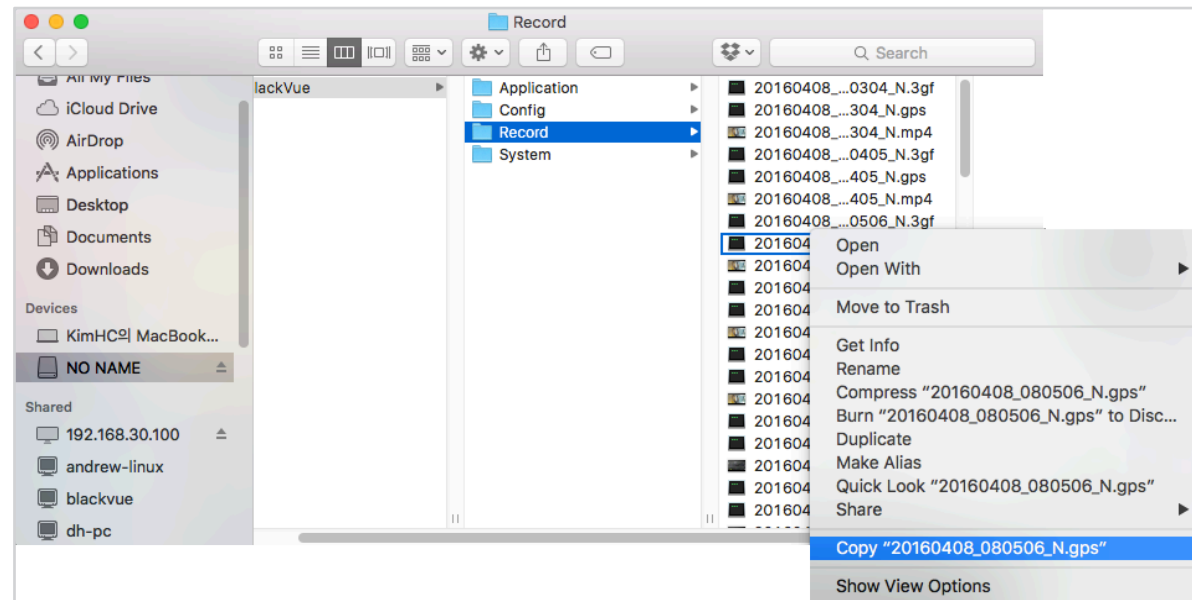 Record
Search
All My Files
iCloud Drive
AirDrop
Applications
Desktop
Documents
Downloads
Devices
KimHC의 MacBook...
NO NAME
Shared
192.168.30.100
andrew-linux
blackvue
dh-pc
lackVue
Application
Config
Record
System
20160408_...0304_N.3gf
20160408_...304_N.gps
20160408_...304_N.mp4
20160408_...0405_N.3gf
20160408_...405_N.gps
20160408_...405_N.mp4
20160408_...0506_N.3gf
201604
201604
201604
201604
201604
201604
201604
201604
201604
201604
201604
201604
201604
Open
Open With
Move to Trash
Get Info
Rename
Compress “20160408_080506_N.gps”
Burn “20160408_080506_N.gps” to Disc...
Duplicate
Make Alias
Quick Look “20160408_080506_N.gps”
Share
Copy “20160408_080506_N.gps”
Show View Options